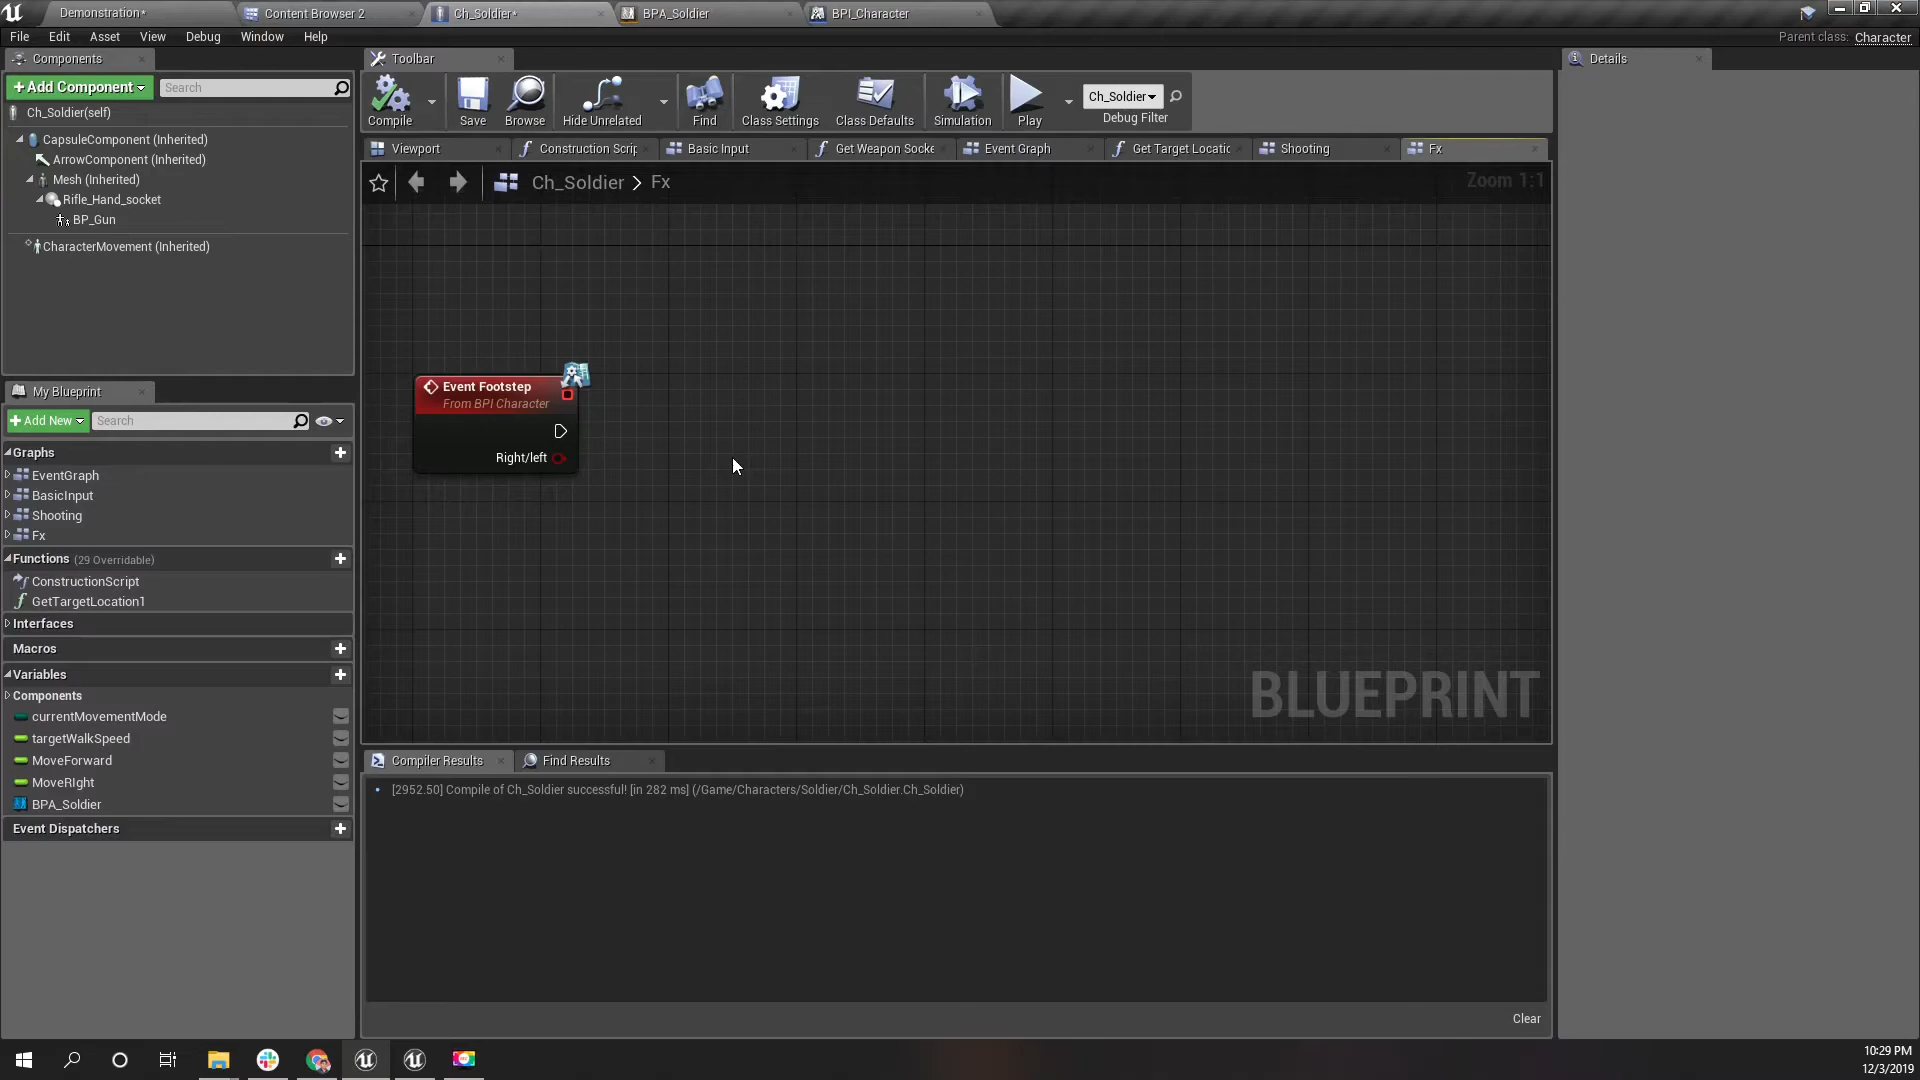 Demonstration*
Content Browser 2
Ch_Soldier*
BPA_Soldier
BPI_Character
File Edit Asset View Debug Window Help
Parent class: Character
Components
Toolbar
Details
+Add Component
Search
Ch_Soldier(self)
CapsuleComponent (Inherited)
ArrowComponent (Inherited)
Mesh (Inherited)
Rifle_Hand_socket
BP_Gun
CharacterMovement (Inherited)
Compile
Save
Browse
Hide Unrelated
Find
Class Settings
Class Defaults
Simulation
Play
Ch_Soldier
Debug Filter
Viewport
Construction Scrip
Basic Input
Get Weapon Socke
Event Graph
Get Target Locatic
Shooting
Fx
Ch_Soldier > Fx
Zoom 1:1
Event Footstep
From BPI Character
Right/left
BLUEPRINT
My Blueprint
+Add New
Search
Graphs
EventGraph
BasicInput
Shooting
Fx
Functions (29 Overridable)
ConstructionScript
GetTargetLocation1
Interfaces
Macros
Variables
Components
currentMovementMode
targetWalkSpeed
MoveForward
MoveRIght
BPA_Soldier
Event Dispatchers
Compiler Results
Find Results
[2952.50] Compile of Ch_Soldier successful! [in 282 ms] (/Game/Characters/Soldier/Ch_Soldier.Ch_Soldier)
Clear
10:29 PM
12/3/2019